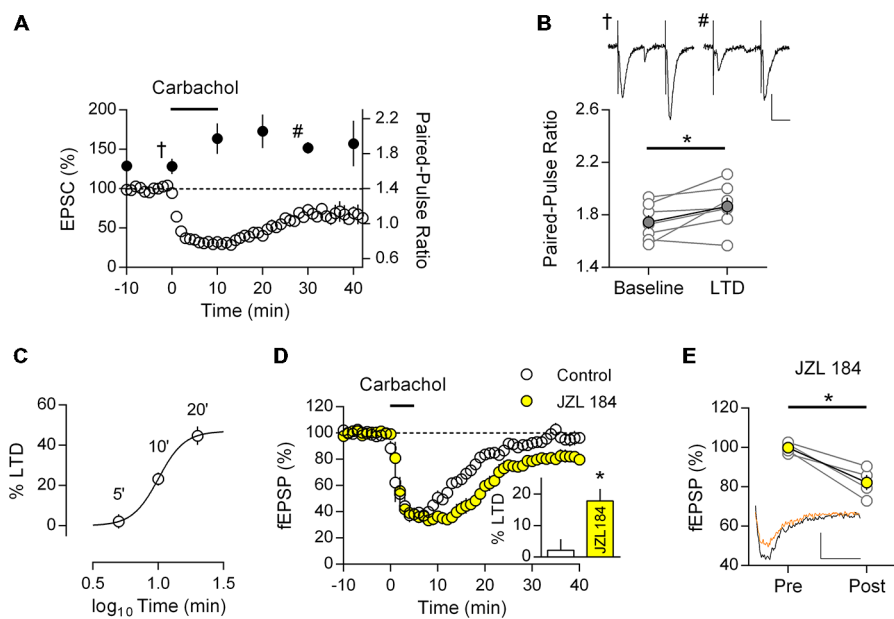 A
Carbachol
EPSC (%)
200
150
100
50
0
†
#
2.2
1.8
1.4
1.0
0.6
Paired-Pulse Ratio
-10 0 10 20 30 40
Time (min)
B
† #
Paired-Pulse Ratio
2.6
2.2
1.8
1.4
*
Baseline LTD
C
% LTD
60
40
20
0
5'
10'
20'
0.5 1.0 1.5
log10 Time (min)
D
Carbachol
Control
JZL 184
fEPSP (%)
120
100
80
60
40
20
0
-10 0 10 20 30 40
Time (min)
% LTD
20
10
0
*
JZL184
E
JZL 184
*
fEPSP (%)
120
100
80
60
40
Pre Post